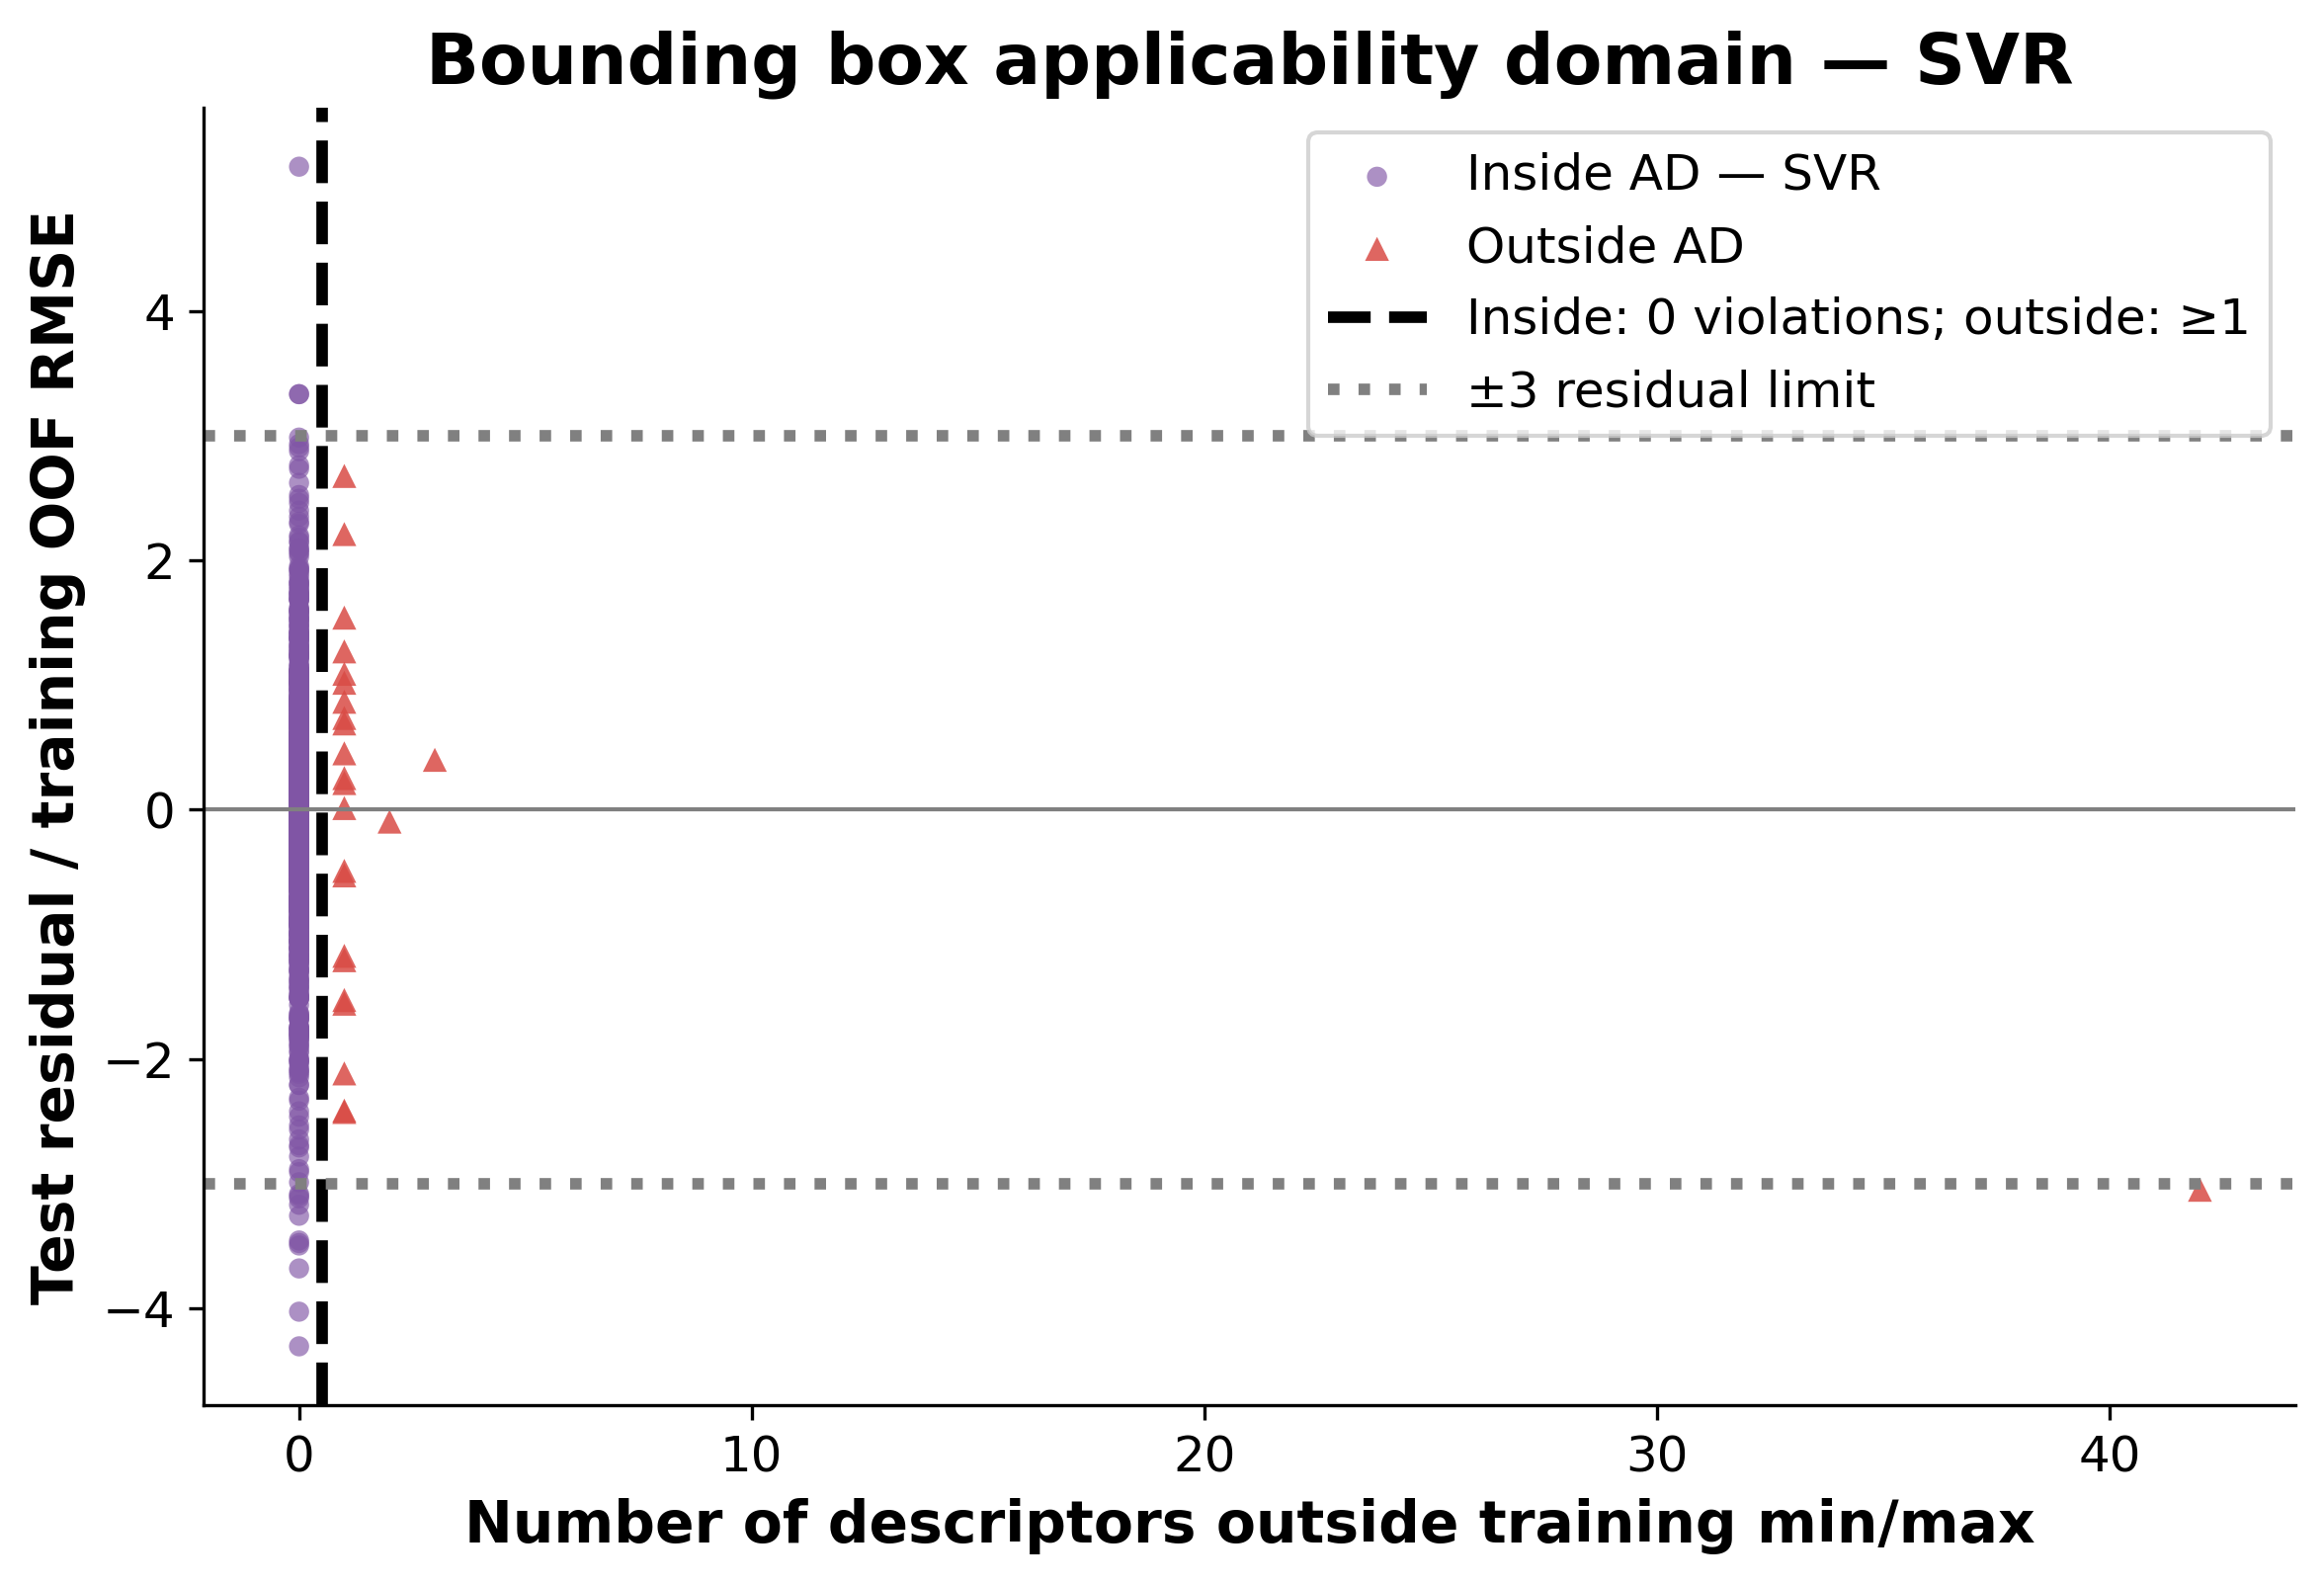 Bounding box applicability domain — SVR
Test residual / training OOF RMSE
4
2
0
−2
−4
Inside AD — SVR
Outside AD
Inside: 0 violations; outside: ≥1
±3 residual limit
0 10 20 30 40
Number of descriptors outside training min/max